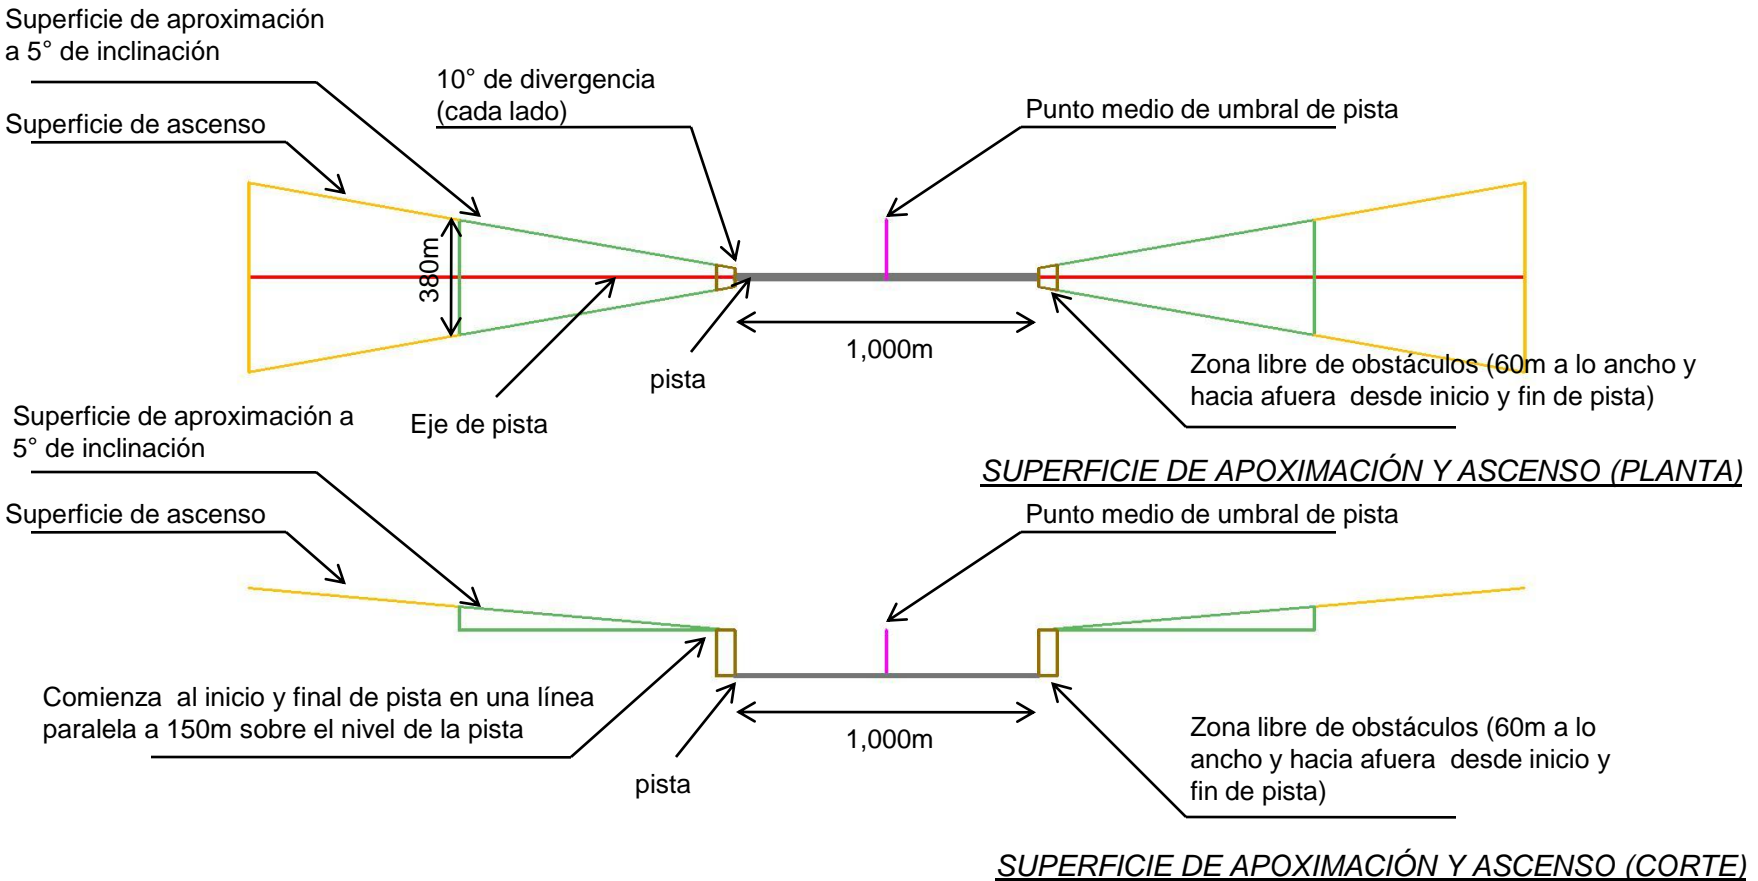 Superficie de aproximación
a 5° de inclinación
10° de divergencia
(cada lado)
Punto medio de umbral de pista
Superficie de ascenso
380m
1,000m
pista
Eje de pista
Zona libre de obstáculos (60m a lo ancho y
hacia afuera  desde inicio y fin de pista)
SUPERFICIE DE APOXIMACIÓN Y ASCENSO (PLANTA)
Superficie de aproximación a
5° de inclinación
Superficie de ascenso
Punto medio de umbral de pista
Comienza  al inicio y final de pista en una línea
paralela a 150m sobre el nivel de la pista
1,000m
pista
Zona libre de obstáculos (60m a lo
ancho y hacia afuera  desde inicio y
fin de pista)
SUPERFICIE DE APOXIMACIÓN Y ASCENSO (CORTE)